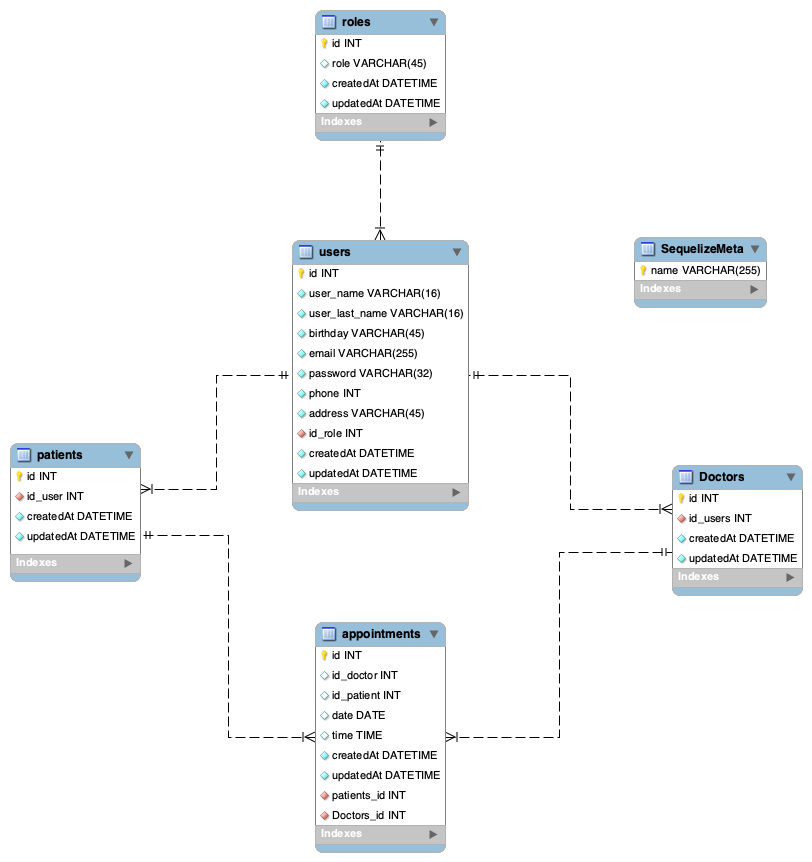 roles
id INT
role VARCHAR(45)
createdAt DATETIME
updatedAt DATETIME
Indexes
users
id INT
user_name VARCHAR(16)
user_last_name VARCHAR(16)
birthday VARCHAR(45)
email VARCHAR(255)
password VARCHAR(32)
phone INT
address VARCHAR(45)
id_role INT
createdAt DATETIME
updatedAt DATETIME
Indexes
SequelizeMeta
name VARCHAR(255)
Indexes
patients
id INT
id_user INT
createdAt DATETIME
updatedAt DATETIME
Indexes
Doctors
id INT
id_users INT
createdAt DATETIME
updatedAt DATETIME
Indexes
appointments
id INT
id_doctor INT
id_patient INT
date DATE
time TIME
createdAt DATETIME
updatedAt DATETIME
patients_id INT
Doctors_id INT
Indexes